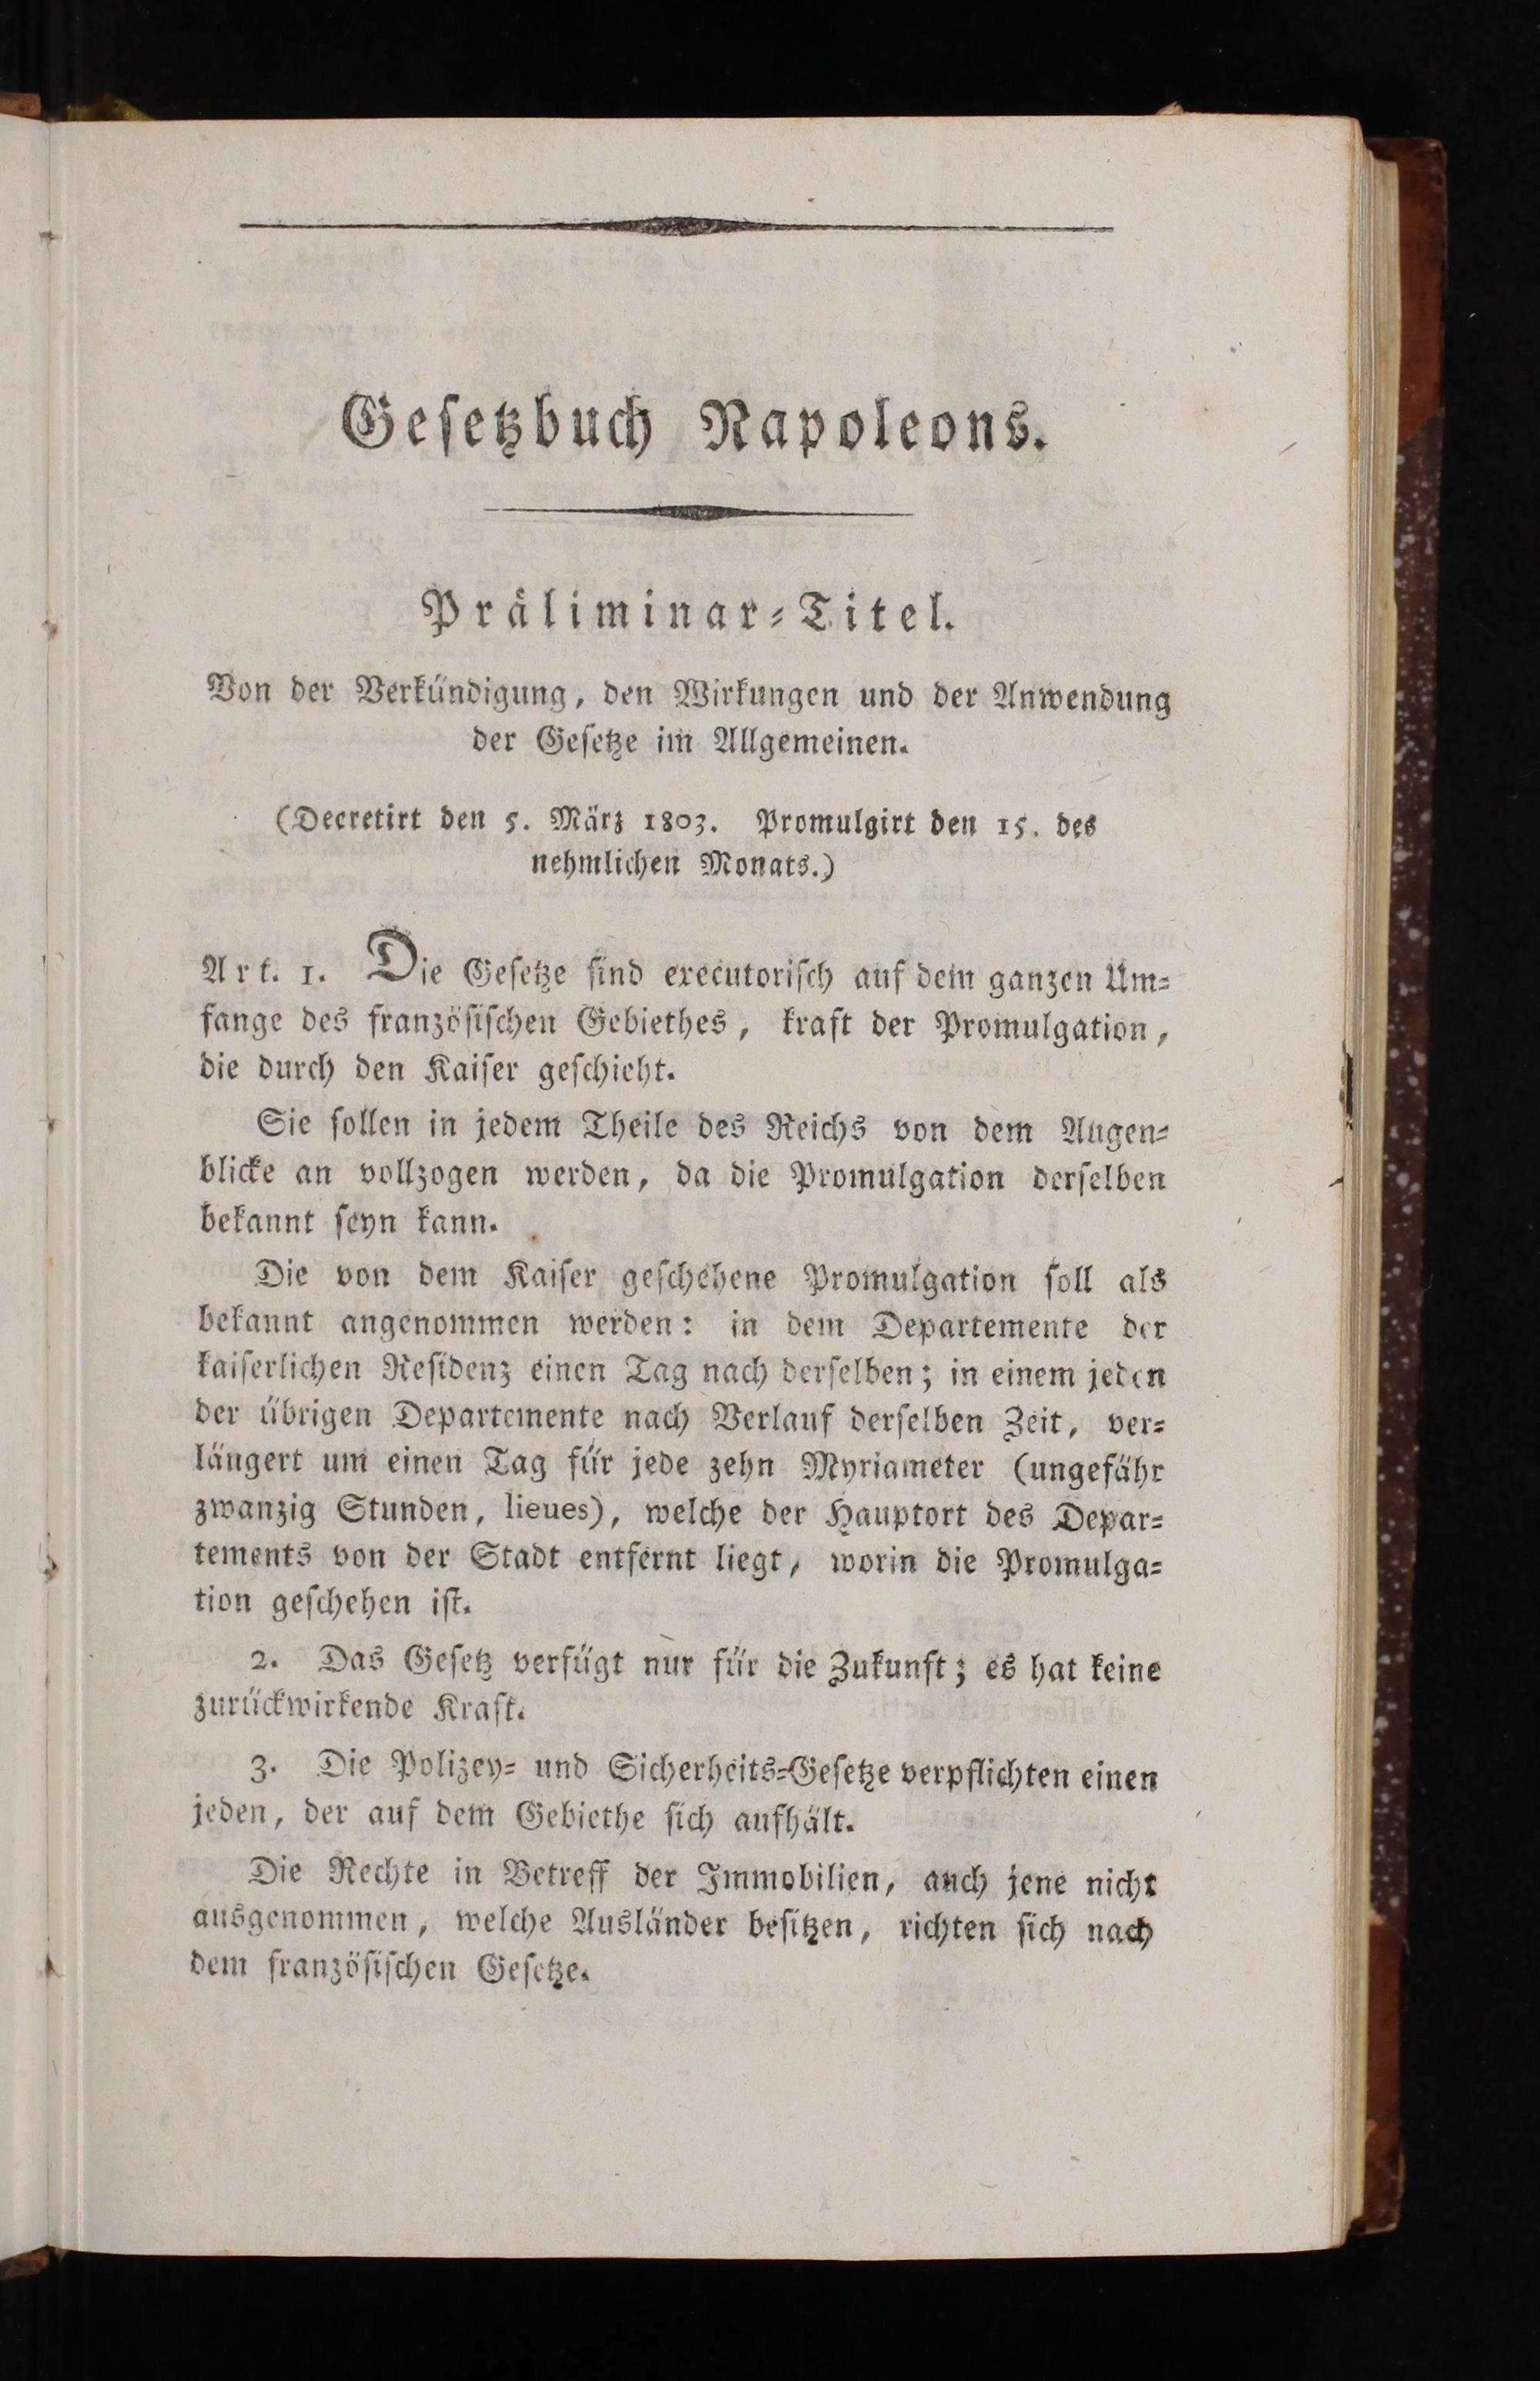 Gesetzbuch Napoleons.
Präliminar-Titel.
Von der Verkündigung, den Wirkungen und der Anwendung
der Gesetze im Allgemeinen.
(Decretirt den 5. März 1803. Promulgirt den 15. des
nehmlichen Monats.)
Art. 1. Die Gesetze sind executorisch auf dem ganzen Um-
fange des französischen Gebiethes, kraft der Promulgation,
die durch den Kaiser geschieht.
Sie sollen in jedem Theile des Reichs von dem Augen-
blicke an vollzogen werden, da die Promulgation derselben
bekannt seyn kann.
Die von dem Kaiser geschehene Promulgation soll als
bekannt angenommen werden: in dem Departemente der
kaiserlichen Residenz einen Tag nach derselben; in einem jeden
der übrigen Departemente nach Verlauf derselben Zeit, ver-
längert um einen Tag für jede zehn Myriameter (ungefähr
zwanzig Stunden, lieues), welche der Hauptort des Depar-
tements von der Stadt entfernt liegt, worin die Promulga-
tion geschehen ist.
2. Das Gesetz verfügt nur für die Zukunft; es hat keine
zurückwirkende Kraft.
3. Die Polizey- und Sicherheits-Gesetze verpflichten einen
jeden, der auf dem Gebiethe sich aufhält.
Die Rechte in Betreff der Immobilien, auch jene nicht
ausgenommen, welche Ausländer besitzen, richten sich nach
dem französischen Gesetze.